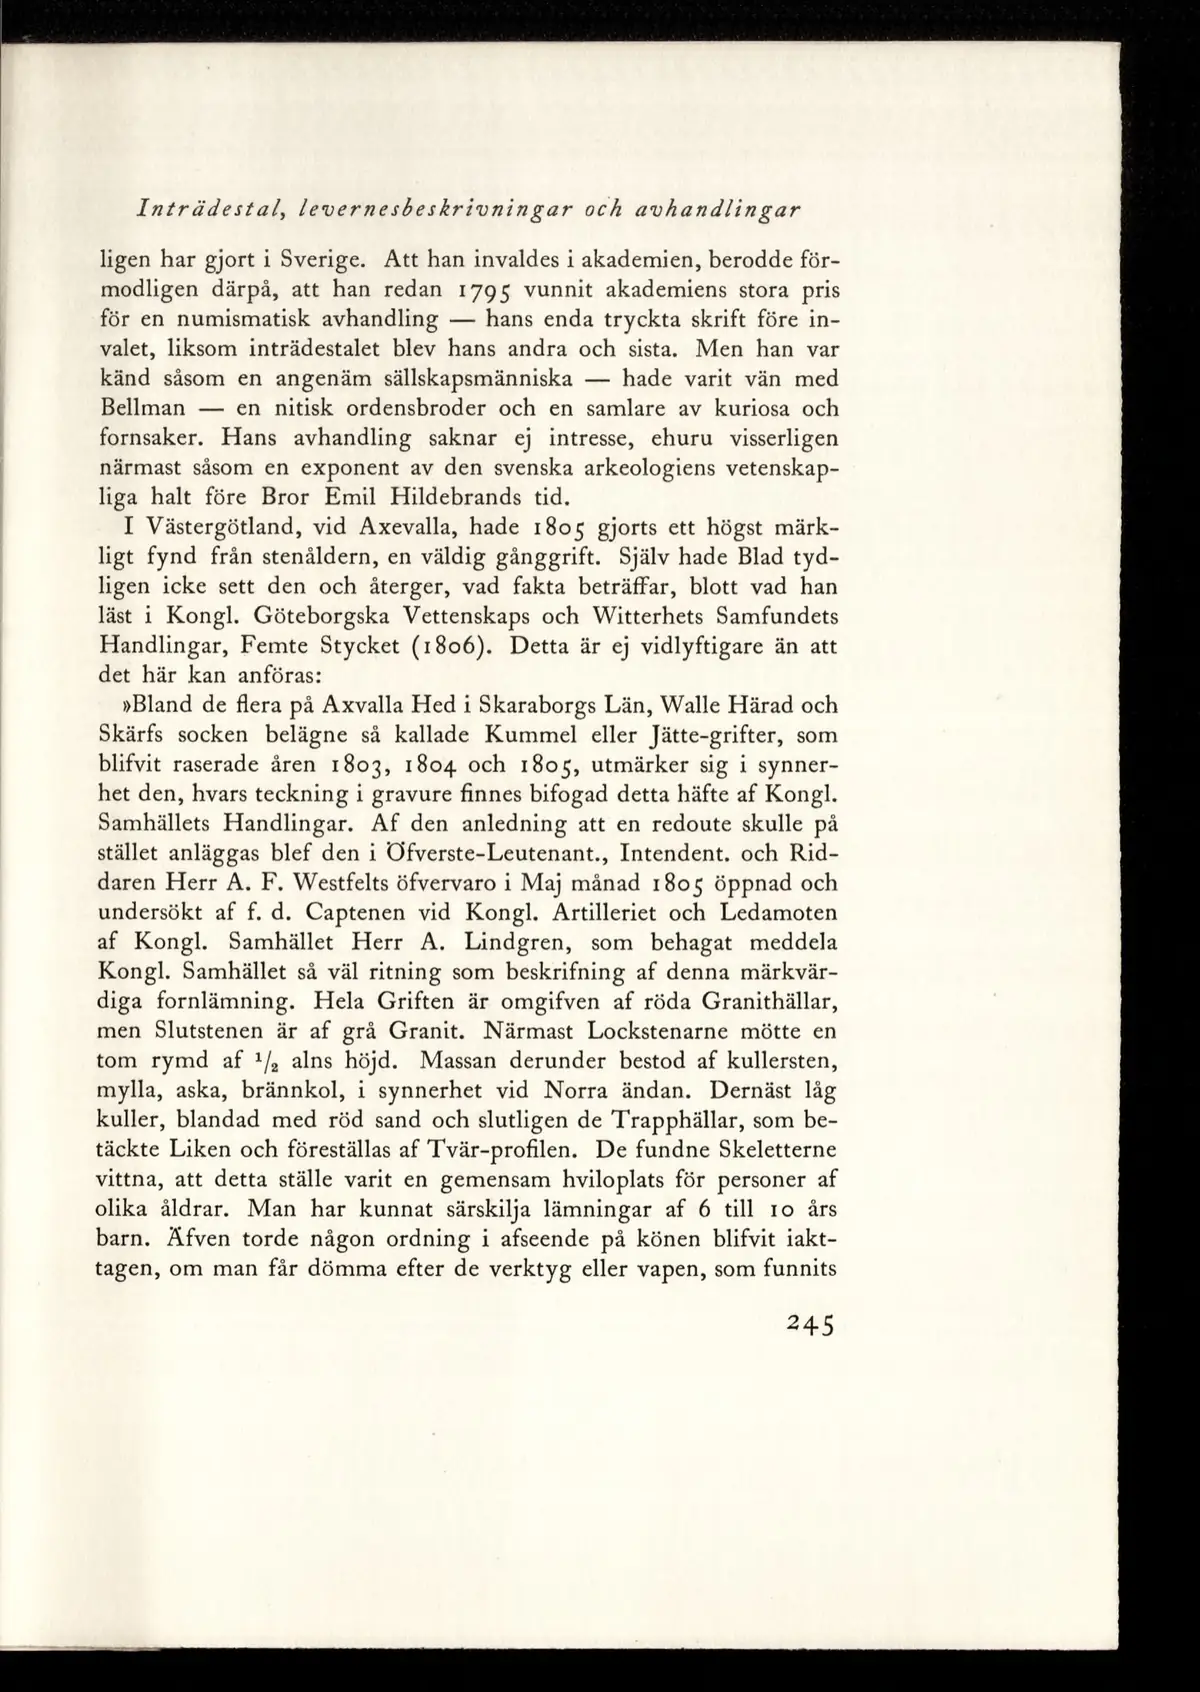 Inträdestal, levernesbeskrivningar och avhandlingar
ligen har gjort i Sverige. Att han invaldes i akademien, berodde för-
modligen därpå, att han redan 1795 vunnit akademiens stora pris
för en numismatisk avhandling — hans enda tryckta skrift före in-
valet, liksom inträdestalet blev hans andra och sista. Men han var
känd såsom en angenäm sällskapsmänniska — hade varit vän med
Bellman — en nitisk ordensbroder och en samlare av kuriosa och
fornsaker. Hans avhandling saknar ej intresse, ehuru visserligen
närmast såsom en exponent av den svenska arkeologiens vetenskap-
liga halt före Bror Emil Hildebrands tid.
I Västergötland, vid Axevalla, hade 1805 gjorts ett högst märk-
ligt fynd från stenåldern, en väldig gånggrift. Själv hade Blad tyd-
ligen icke sett den och återger, vad fakta beträffar, blott vad han
läst i Kongl. Göteborgska Vettenskaps och Witterhets Samfundets
Handlingar, Femte Stycket (1806). Detta är ej vidlyftigare än att
det här kan anföras:
»Bland de flera på Axvalla Hed i Skaraborgs Län, Walle Härad och
Skärfs socken belägne så kallade Kummel eller Jätte-grifter, som
blifvit raserade åren 1803, 1804 och 1805, utmärker sig i synner-
het den, hvars teckning i gravure finnes bifogad detta häfte af Kongl.
Samhällets Handlingar. Af den anledning att en redoute skulle på
stället anläggas blef den i Öfverste-Leutenant., Intendent. och Rid-
daren Herr A. F. Westfelts öfvervaro i Maj månad 1805 öppnad och
undersökt af f. d. Captenen vid Kongl. Artilleriet och Ledamoten
af Kongl. Samhället Herr A. Lindgren, som behagat meddela
Kongl. Samhället så väl ritning som beskrifning af denna märkvär-
diga fornlämning. Hela Griften är omgifven af röda Granithällar,
men Slutstenen är af grå Granit. Närmast Lockstenarne mötte en
tom rymd af 1/2 alns höjd. Massan derunder bestod af kullersten,
mylla, aska, brännkol, i synnerhet vid Norra ändan. Dernäst låg
kuller, blandad med röd sand och slutligen de Trapphällar, som be-
täckte Liken och föreställas af Tvär-profilen. De fundne Skeletterne
vittna, att detta ställe varit en gemensam hviloplats för personer af
olika åldrar. Man har kunnat särskilja lämningar af 6 till 10 års
barn. Äfven torde någon ordning i afseende på könen blifvit iakt-
tagen, om man får dömma efter de verktyg eller vapen, som funnits
245